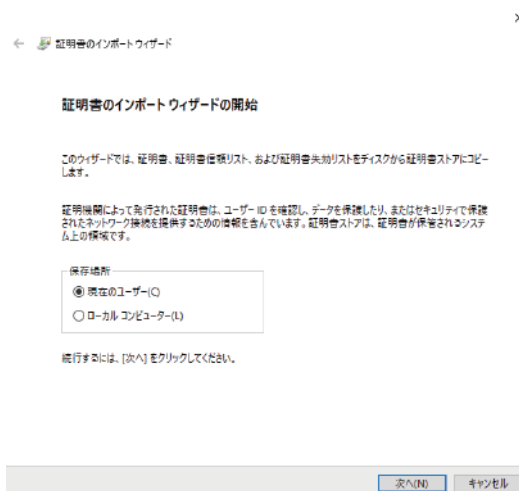 証明書のインポート ウィザード
証明書のインポート ウィザードの開始
このウィザードでは、証明書、証明書信頼リスト、および証明書失効リストをディスクから証明書ストアにコピー
します。
証明機関によって発行された証明書は、ユーザー ID を確認し、データを保護したり、またはセキュリティで保護
されたネットワーク接続を提供するための情報を含んでいます。証明書ストアは、証明書が保管されるシステ
ム上の領域です。
保存場所
現在のユーザー(C)
ローカル コンピューター(L)
続行するには、[次へ] をクリックしてください。
次へ(N) キャンセル